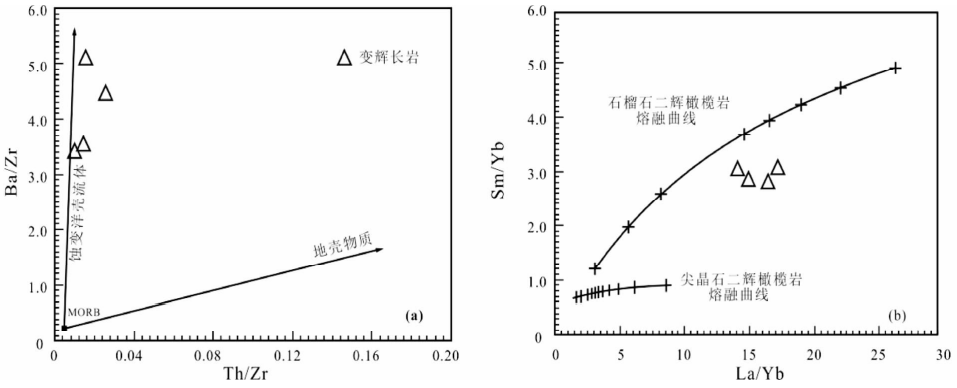 6.0
5.0
4.0
3.0
2.0
1.0
0
Ba/Zr
变辉长岩
蚀变洋壳流体
地壳物质
MORB
(a)
0 0.04 0.08 0.12 0.16 0.20
Th/Zr
6.0
5.0
4.0
3.0
2.0
1.0
0
Sm/Yb
石榴石二辉橄榄岩
熔融曲线
尖晶石二辉橄榄岩
熔融曲线
(b)
0 5 10 15 20 25 30
La/Yb